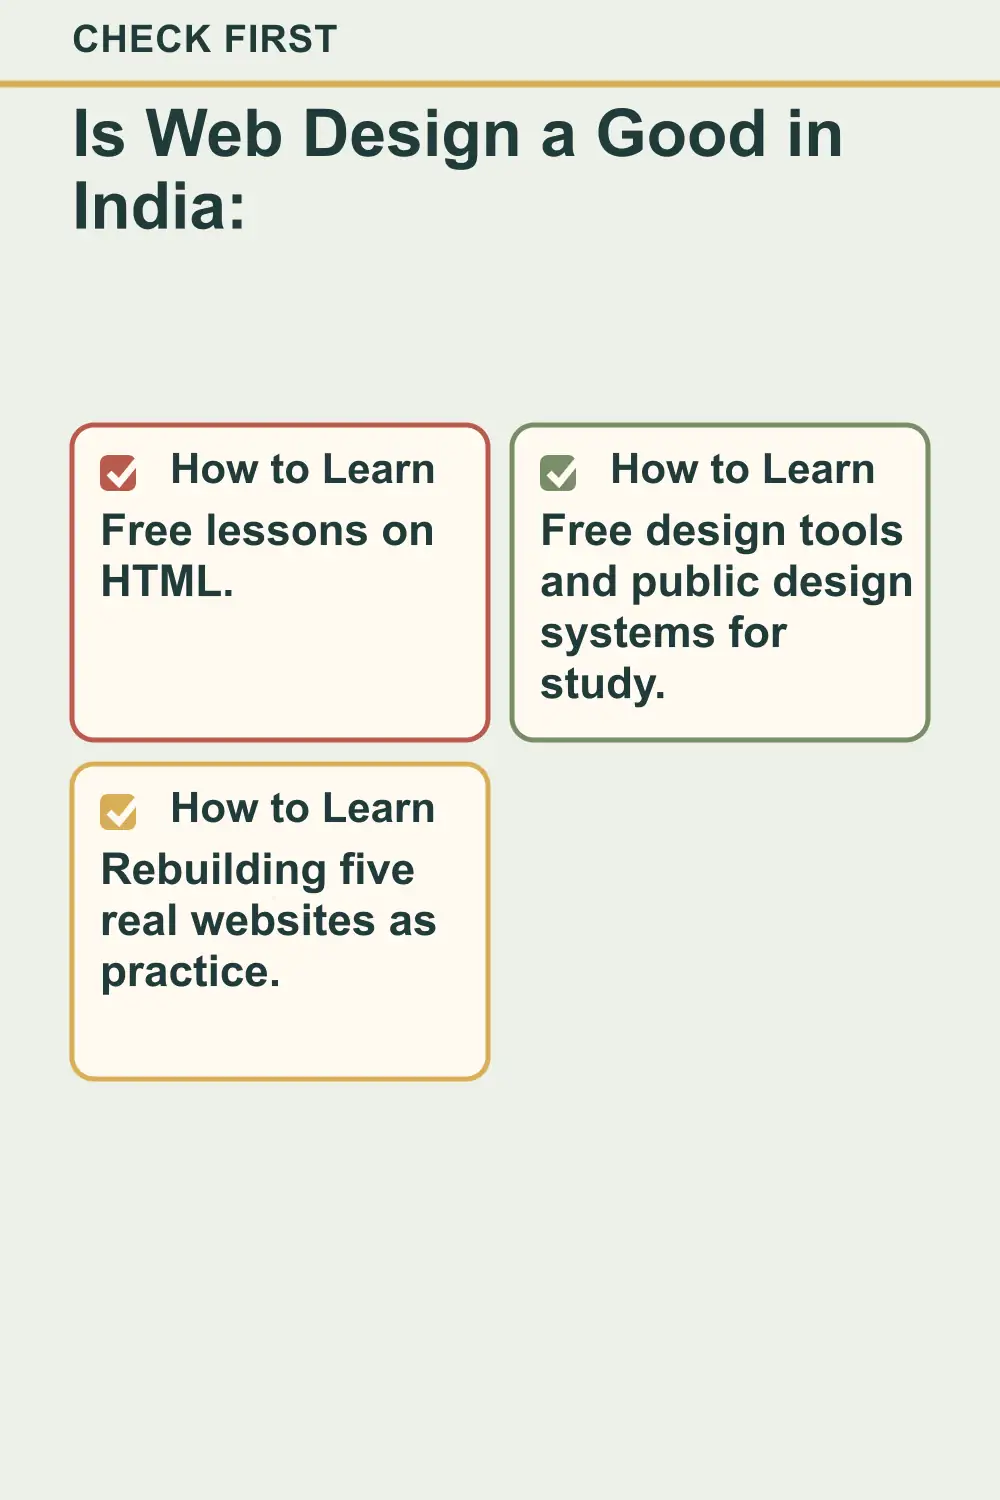 CHECK FIRST
Is Web Design a Good in
India:
How to Learn
Free lessons on
HTML.
How to Learn
Free design tools
and public design
systems for
study.
How to Learn
Rebuilding five
real websites as
practice.